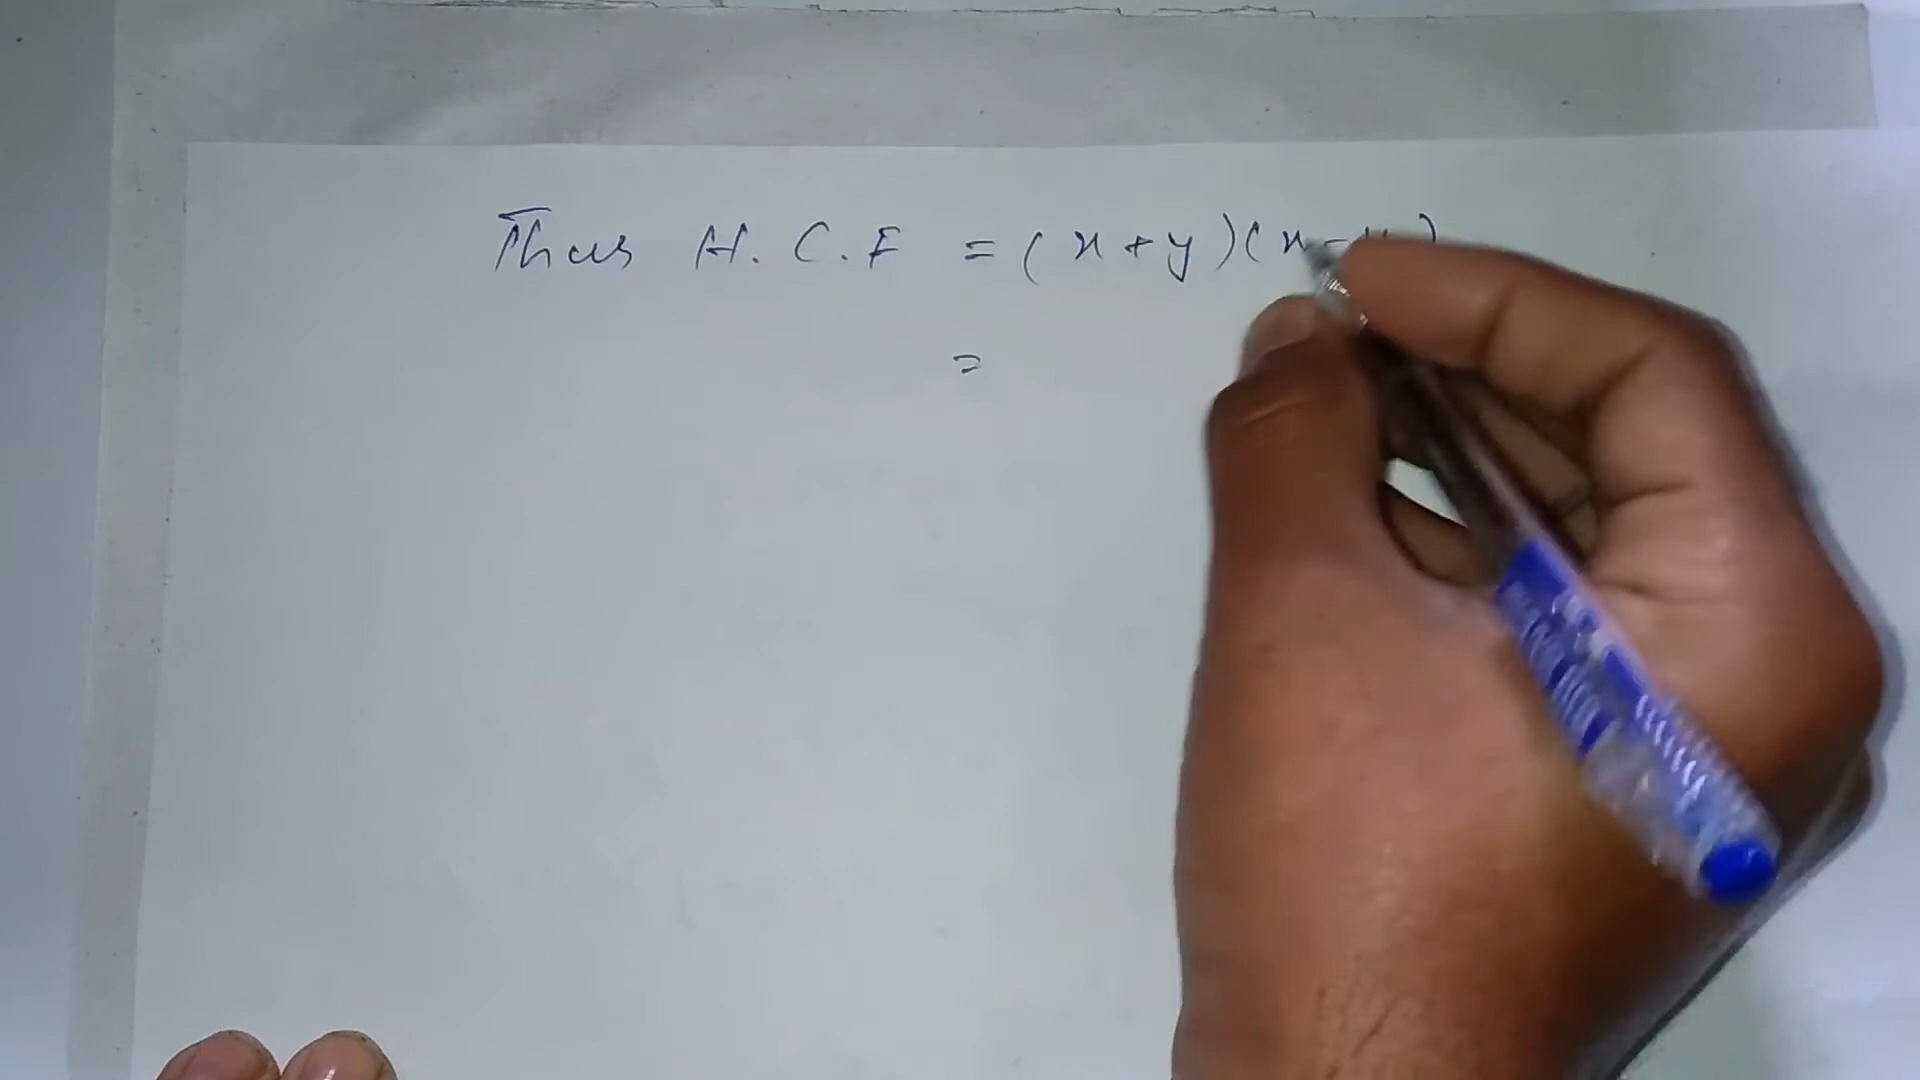 Thus H.C.F = (x+y)(x-y)
=